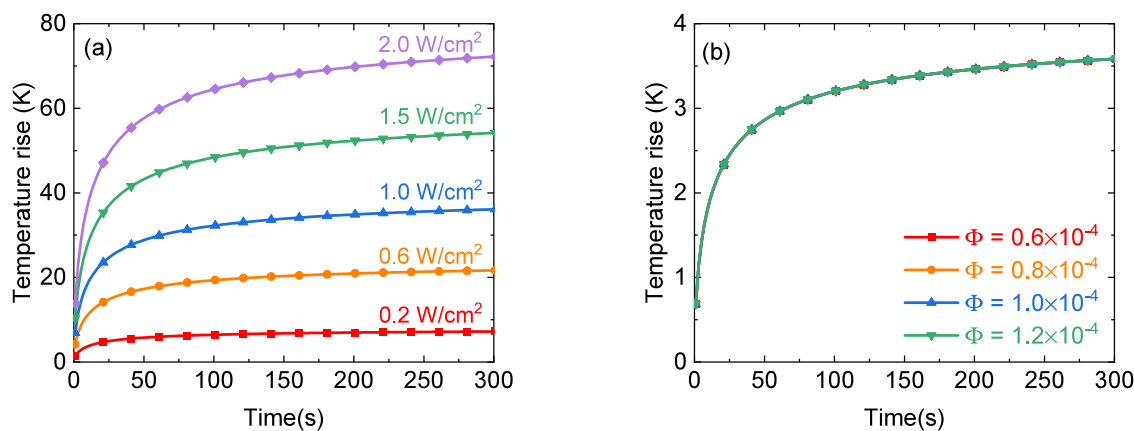 (a)
2.0 W/cm²
1.5 W/cm²
1.0 W/cm²
0.6 W/cm²
0.2 W/cm²
Temperature rise (K)
80
60
40
20
0
0 50 100 150 200 250 300
Time(s)
(b)
Temperature rise (K)
4
3
2
1
0
Φ = 0.6×10⁻⁴
Φ = 0.8×10⁻⁴
Φ = 1.0×10⁻⁴
Φ = 1.2×10⁻⁴
0 50 100 150 200 250 300
Time(s)